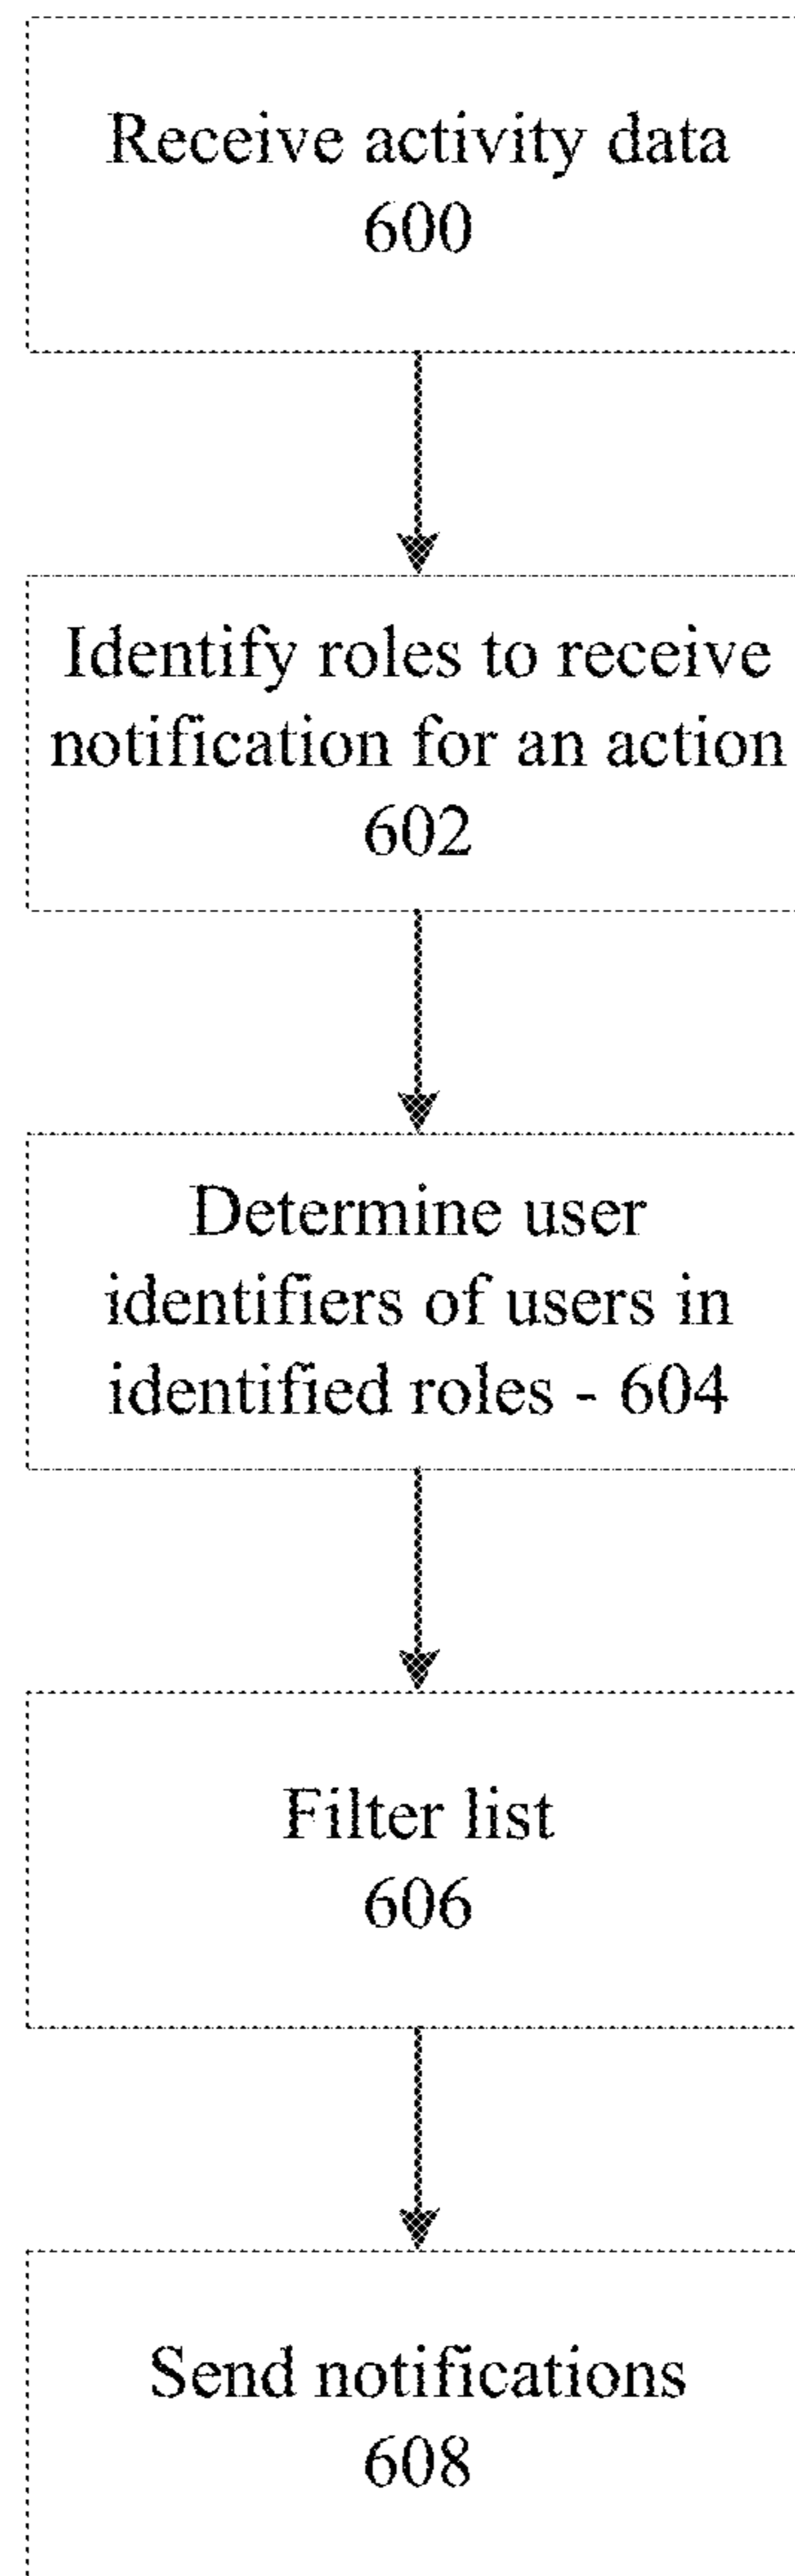 Receive activity data
600
Identify roles to receive
notification for an action
602
Determine user
identifiers of users in
identified roles - 604
Filter list
606
Send notifications
608